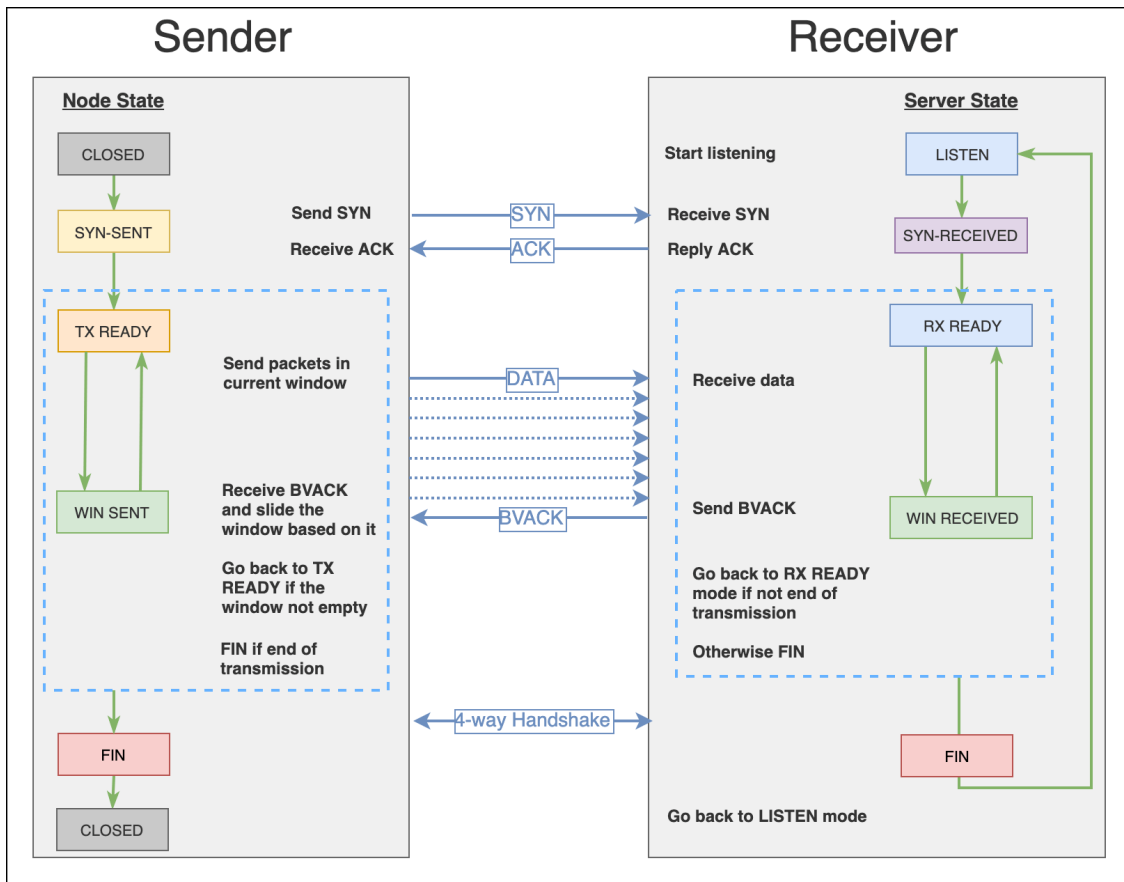 Sender
Receiver
Node State
Server State
CLOSED
Start listening
LISTEN
Send SYN
SYN
Receive SYN
SYN-SENT
SYN-RECEIVED
Receive ACK
ACK
Reply ACK
TX READY
RX READY
Send packets in
current window
DATA
Receive data
WIN SENT
Receive BVACK
and slide the
window based on it
BVACK
Send BVACK
WIN RECEIVED
Go back to TX
READY if the
window not empty
Go back to RX READY
mode if not end of
transmission
FIN if end of
transmission
Otherwise FIN
4-way Handshake
FIN
FIN
CLOSED
Go back to LISTEN mode